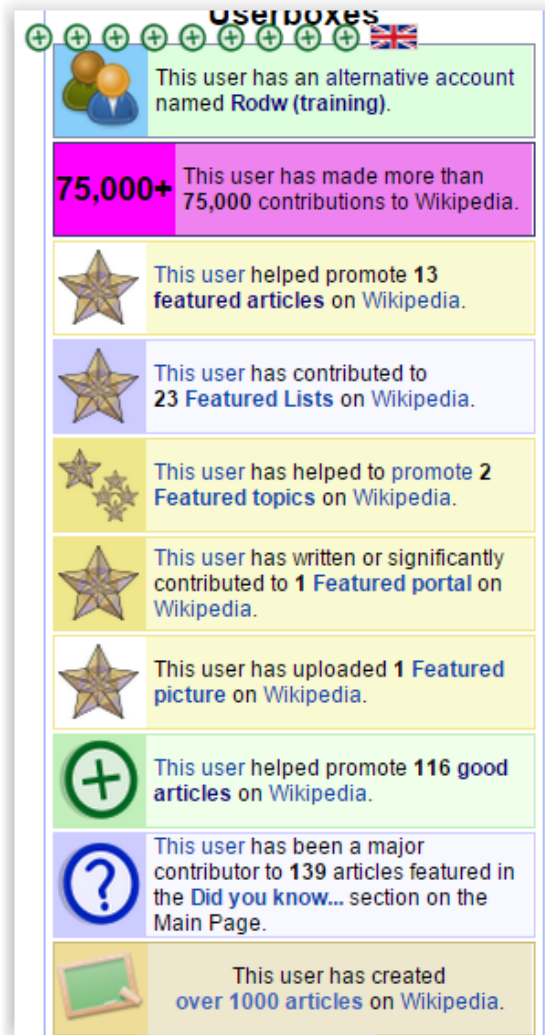 Userboxes
This user has an alternative account
named Rodw (training).
75,000+
This user has made more than
75,000 contributions to Wikipedia.
This user helped promote 13
featured articles on Wikipedia.
This user has contributed to
23 Featured Lists on Wikipedia.
This user has helped to promote 2
Featured topics on Wikipedia.
This user has written or significantly
contributed to 1 Featured portal on
Wikipedia.
This user has uploaded 1 Featured
picture on Wikipedia.
This user helped promote 116 good
articles on Wikipedia.
This user has been a major
contributor to 139 articles featured in
the Did you know... section on the
Main Page.
This user has created
over 1000 articles on Wikipedia.